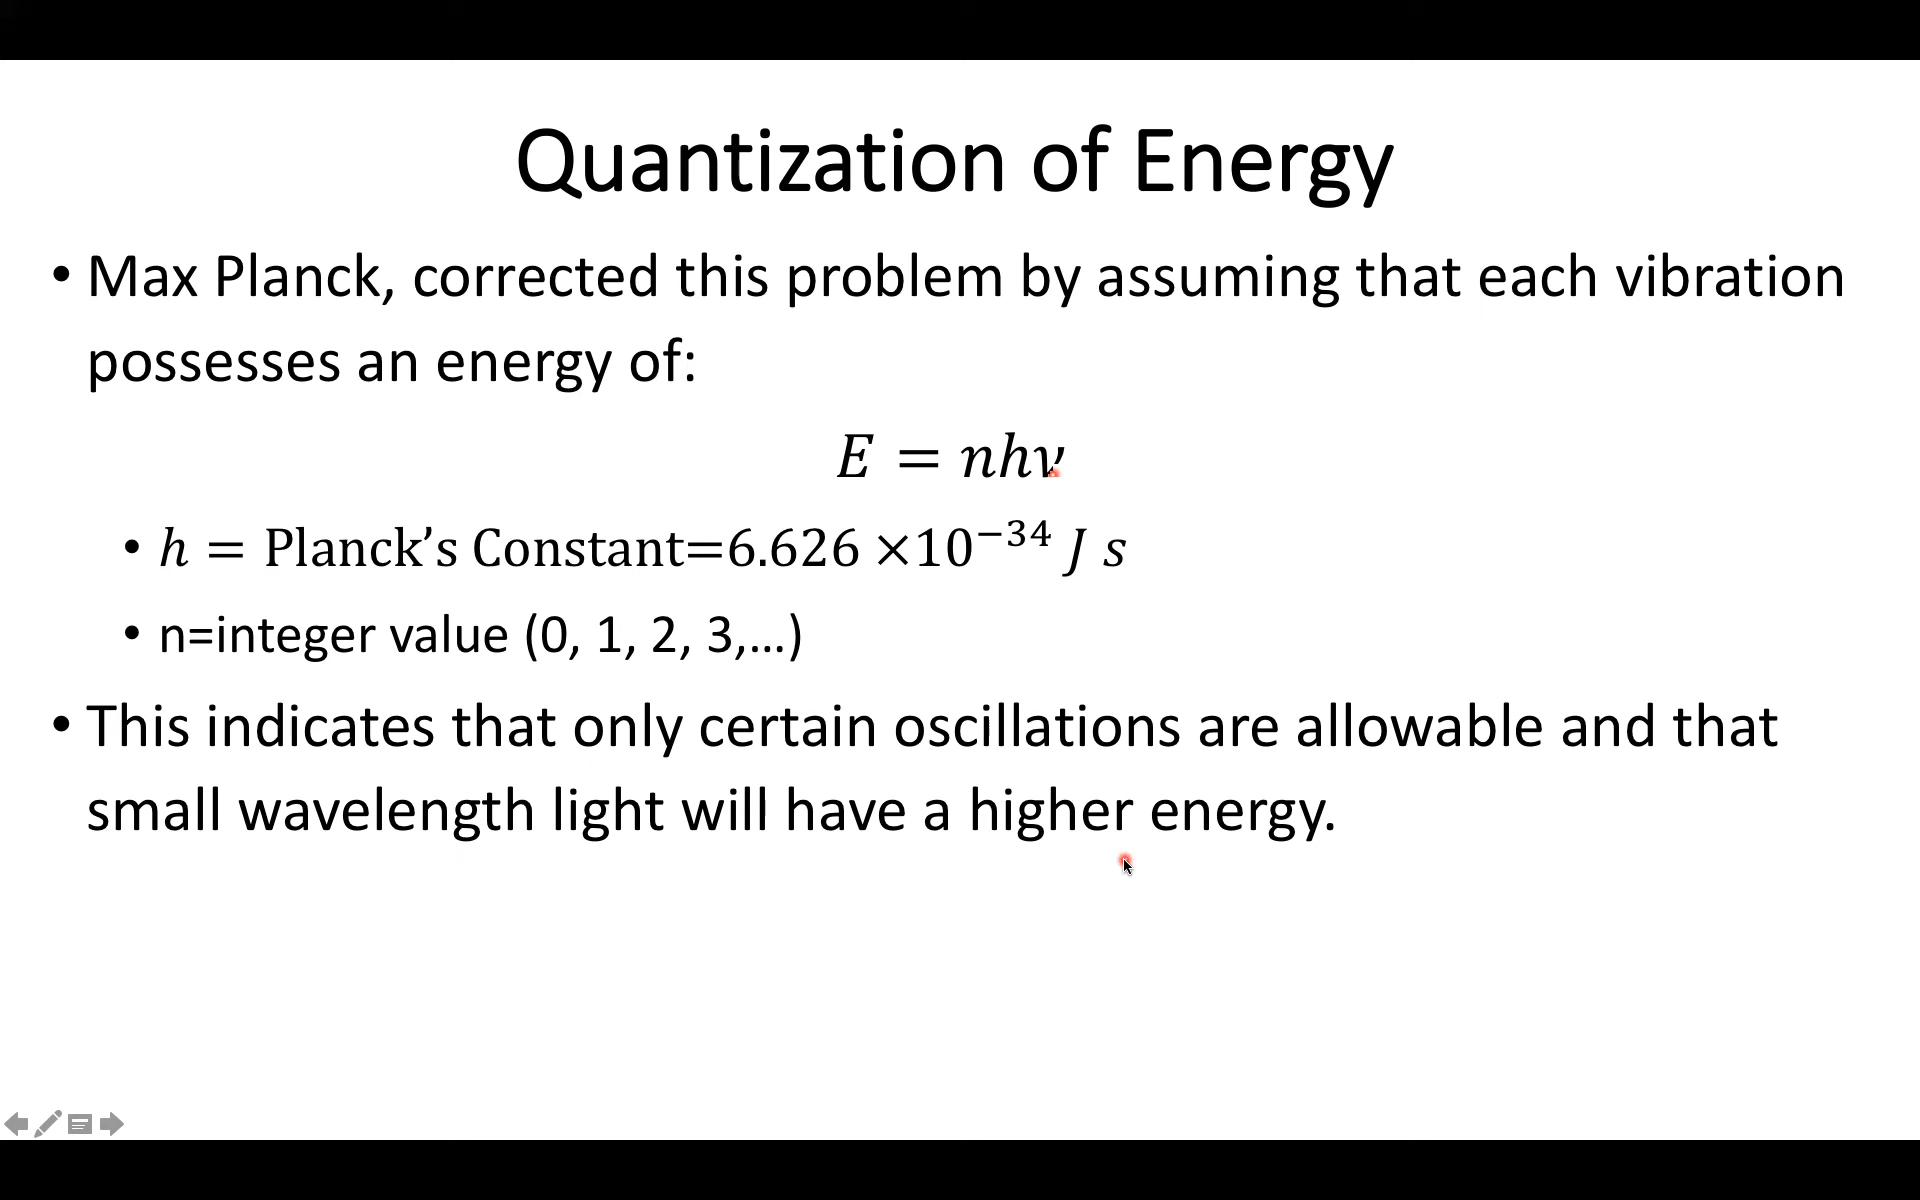 Quantization of Energy
• Max Planck, corrected this problem by assuming that each vibration
possesses an energy of:
E = nhν
• h = Planck’s Constant=6.626 ×10⁻³⁴ J s
• n=integer value (0, 1, 2, 3,…)
• This indicates that only certain oscillations are allowable and that
small wavelength light will have a higher energy.